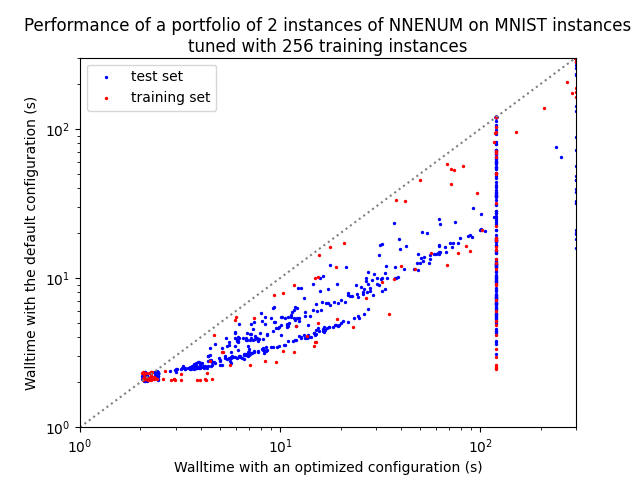 Performance of a portfolio of 2 instances of NNENUM on MNIST instances
tuned with 256 training instances
test set
training set
Walltime with the default configuration (s)
10²
10¹
10⁰
10⁰ 10¹ 10²
Walltime with an optimized configuration (s)